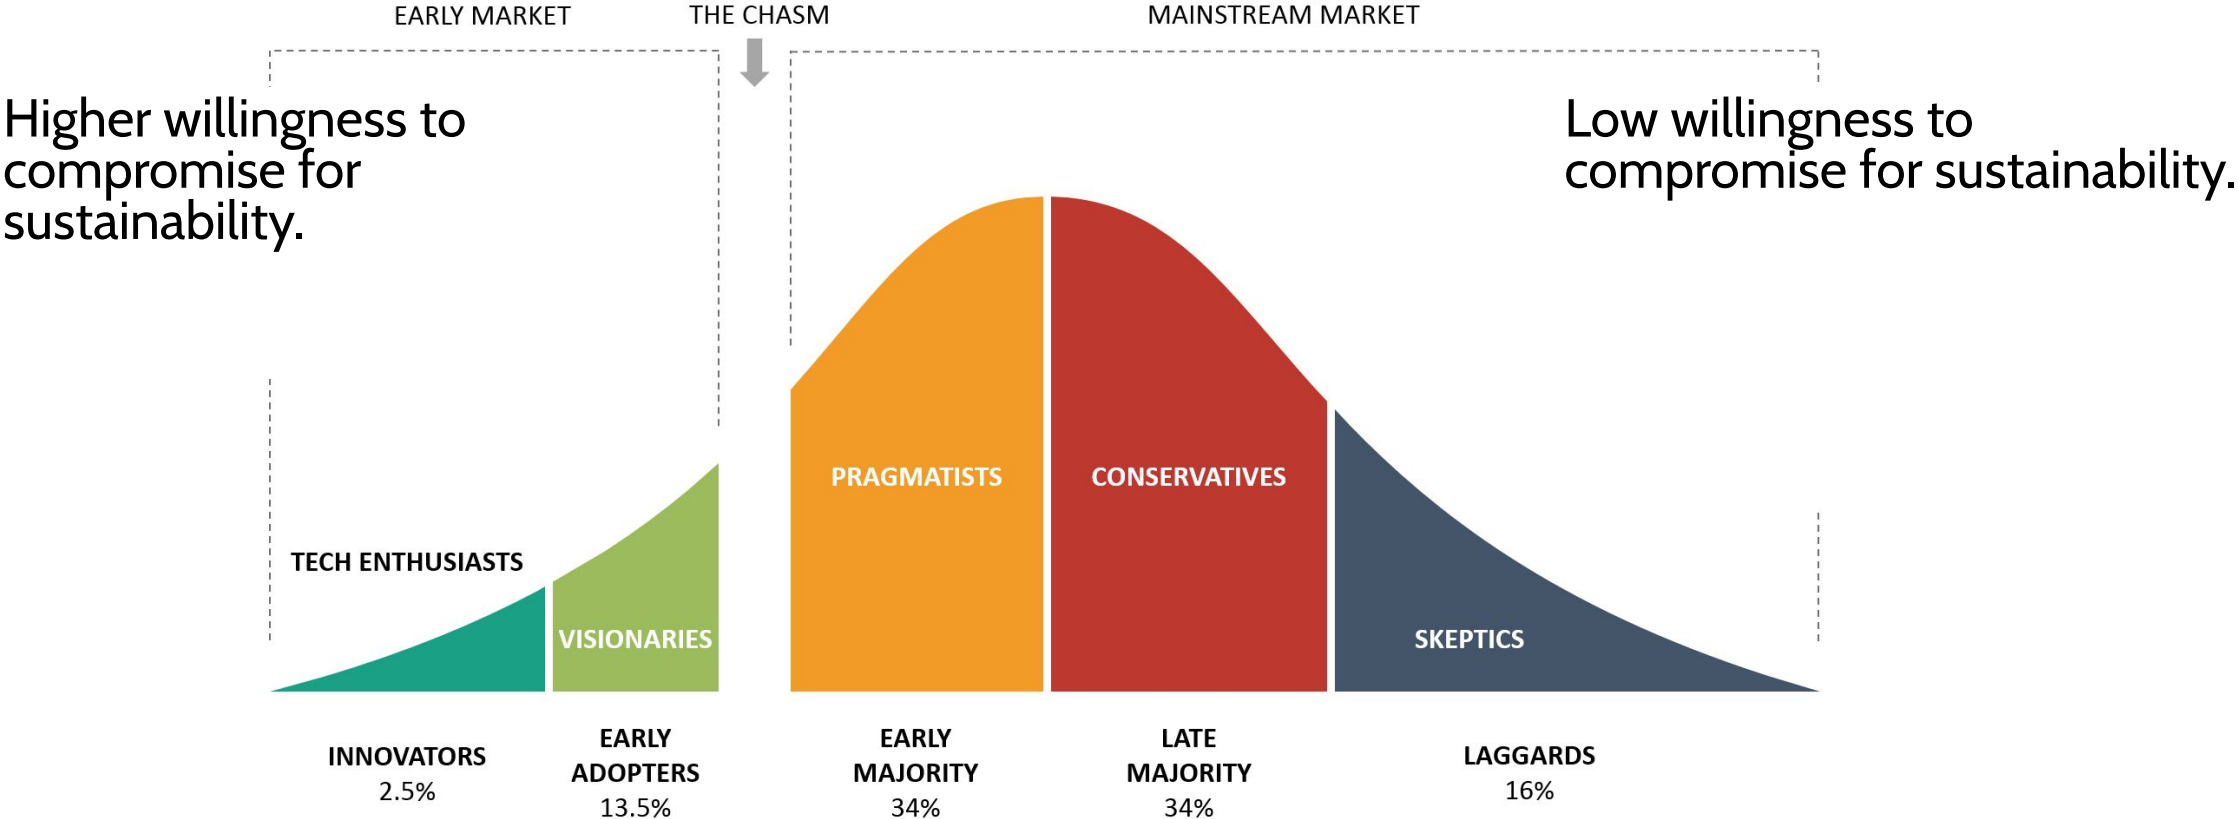 EARLY MARKET
THE CHASM
MAINSTREAM MARKET
Higher willingness to
compromise for
sustainability.
Low willingness to
compromise for sustainability.
TECH ENTHUSIASTS
VISIONARIES
PRAGMATISTS
CONSERVATIVES
SKEPTICS
INNOVATORS
2.5%
EARLY
ADOPTERS
13.5%
EARLY
MAJORITY
34%
LATE
MAJORITY
34%
LAGGARDS
16%